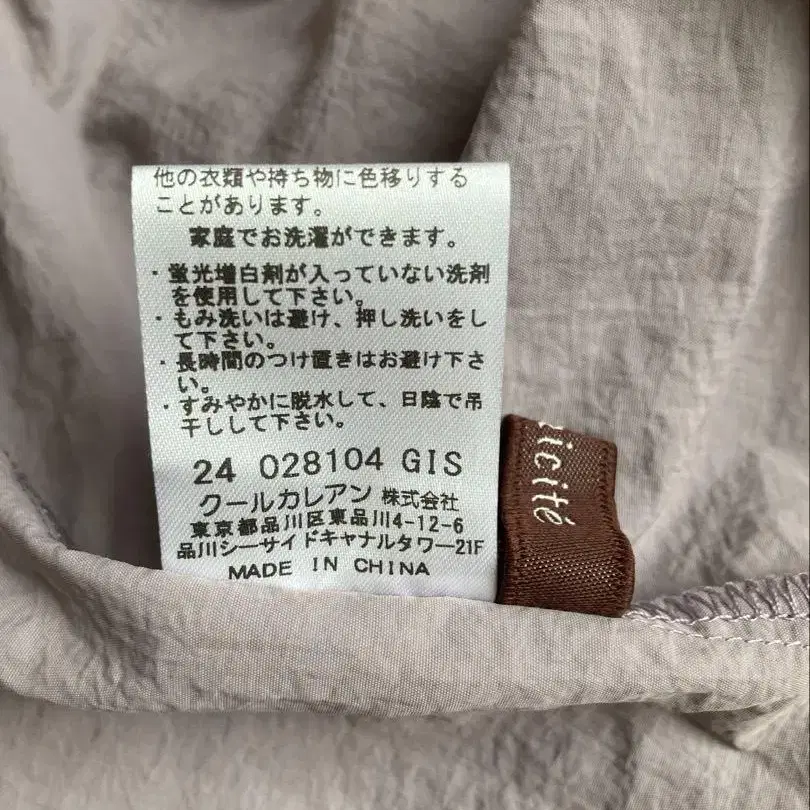 他の衣類や持ち物に色移りする
ことがあります。
家庭でお洗濯ができます。
・蛍光増白剤が入っていない洗剤
を使用して下さい。
・もみ洗いは避け、押し洗いをし
て下さい。
・長時間のつけ置きはお避け下さ
い。
・すみやかに脱水して、日陰で吊
干しして下さい。
24 028104 GIS
クールカレアン 株式会社
東京都品川区東品川4-12-6
品川シーサイドキャナルタワー21F
MADE IN CHINA
icité